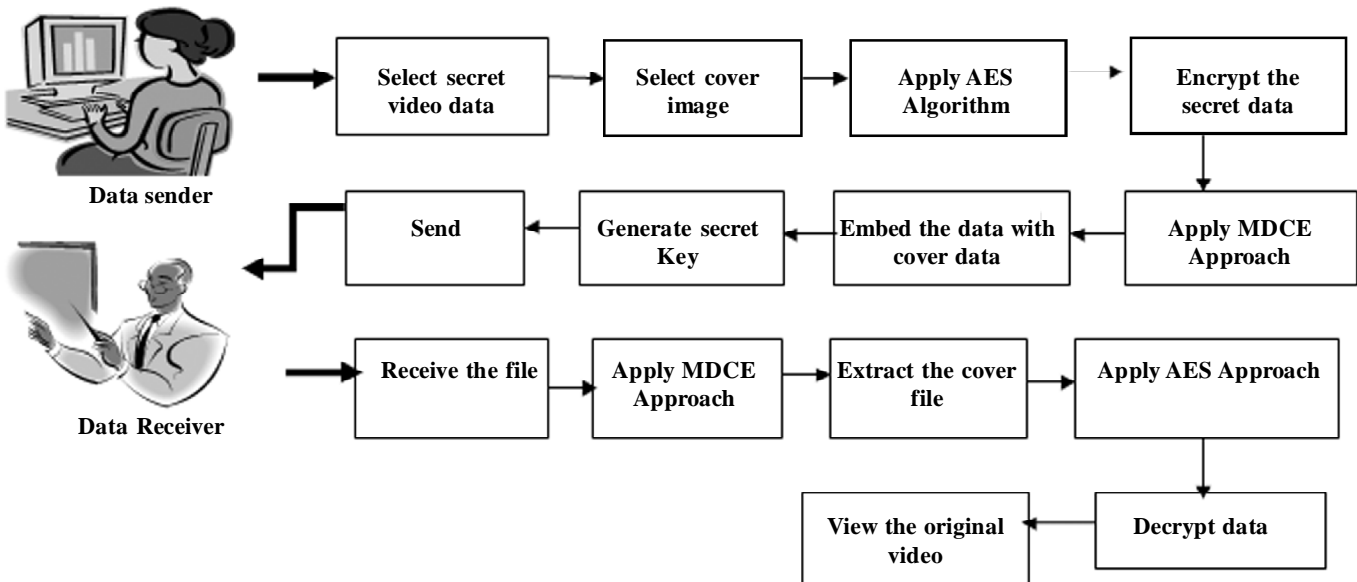 Select secret
video data
Select cover
image
Apply AES
Algorithm
Encrypt the
secret data
Data sender
Send
Generate secret
Key
Embed the data with
cover data
Apply MDCE
Approach
Data Receiver
Receive the file
Apply MDCE
Approach
Extract the cover
file
Apply AES Approach
View the original
video
Decrypt data